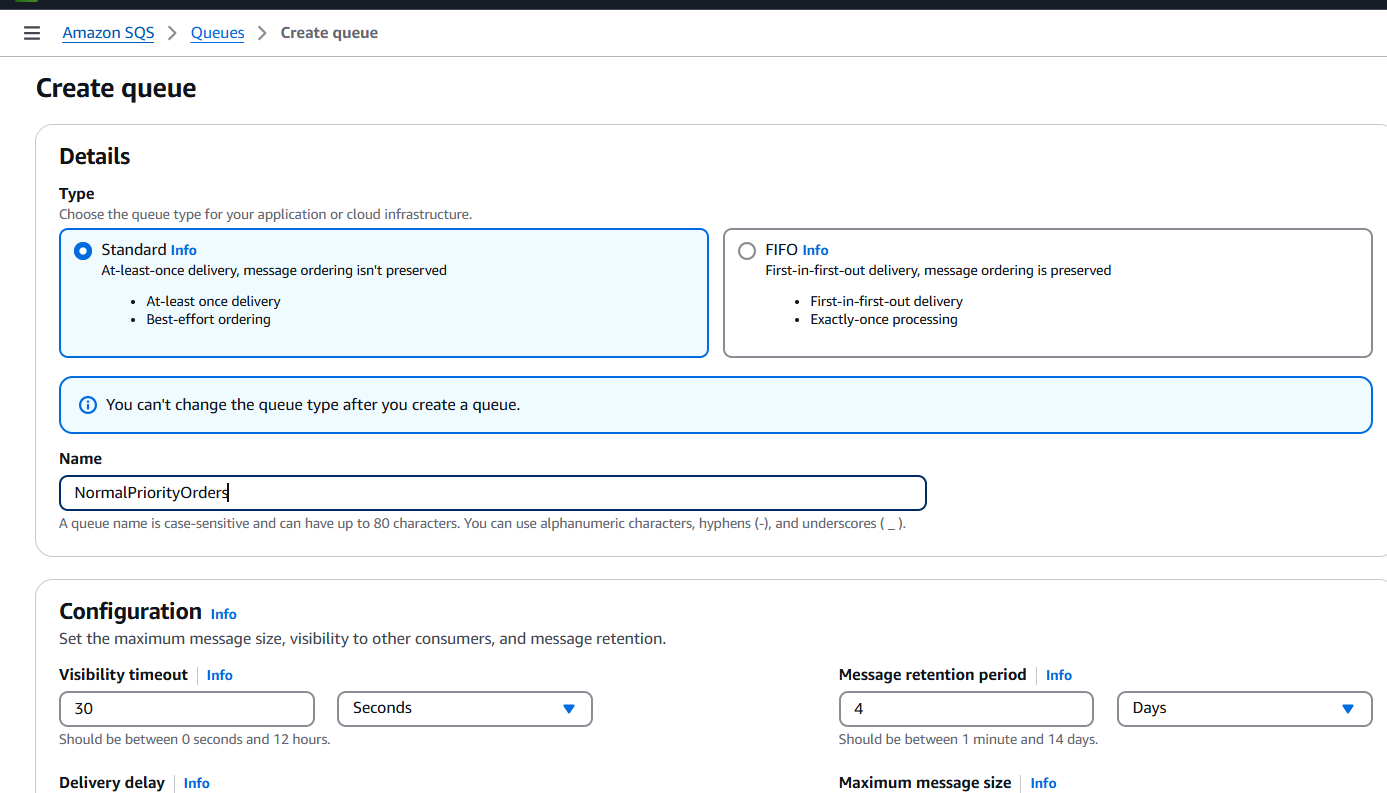 Amazon SQS > Queues > Create queue
Create queue
Details
Type
Choose the queue type for your application or cloud infrastructure.
Standard Info
At-least-once delivery, message ordering isn't preserved
• At-least once delivery
• Best-effort ordering
FIFO Info
First-in-first-out delivery, message ordering is preserved
• First-in-first-out delivery
• Exactly-once processing
You can't change the queue type after you create a queue.
Name
NormalPriorityOrders
A queue name is case-sensitive and can have up to 80 characters. You can use alphanumeric characters, hyphens (-), and underscores ( _ ).
Configuration Info
Set the maximum message size, visibility to other consumers, and message retention.
Visibility timeout Info
30 Seconds
Should be between 0 seconds and 12 hours.
Message retention period Info
4 Days
Should be between 1 minute and 14 days.
Delivery delay Info
Maximum message size Info